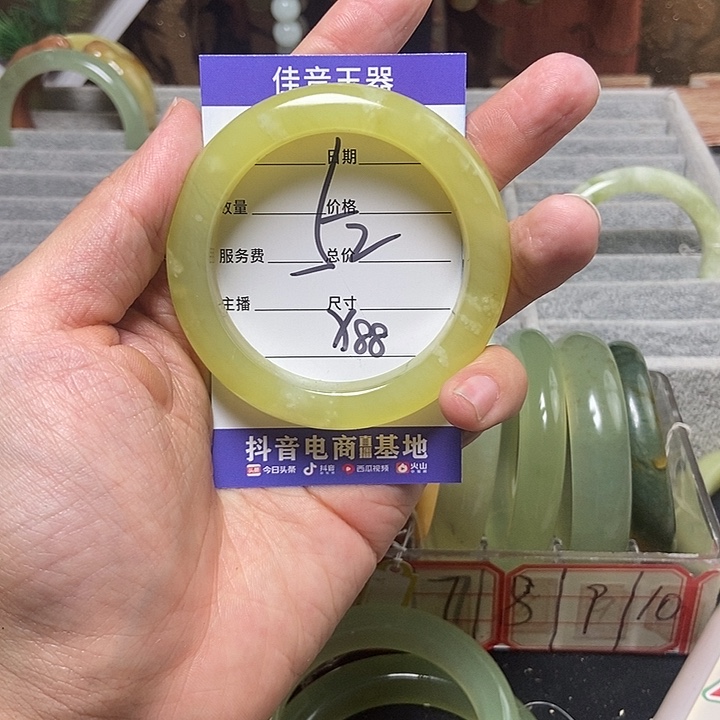 佳音玉器
日期
数量 价格
服务费 总价
主播 尺寸
52
X88
抖音电商直播基地
今日头条 抖音 西瓜视频 火山
7 8 9 10